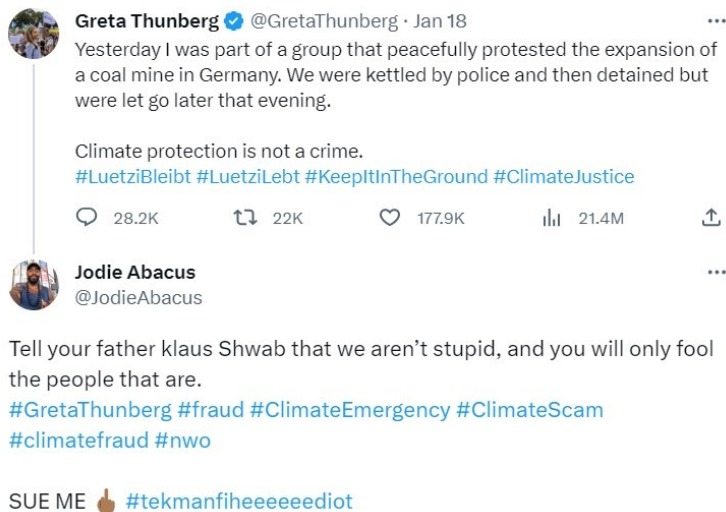 Greta Thunberg @GretaThunberg · Jan 18
Yesterday I was part of a group that peacefully protested the expansion of
a coal mine in Germany. We were kettled by police and then detained but
were let go later that evening.
Climate protection is not a crime.
#LuetziBleibt #LuetziLebt #KeepItInTheGround #ClimateJustice
28.2K 22K 177.9K 21.4M
Jodie Abacus
@JodieAbacus
Tell your father klaus Shwab that we aren’t stupid, and you will only fool
the people that are.
#GretaThunberg #fraud #ClimateEmergency #ClimateScam
#climatefraud #nwo
SUE ME 🖕🏾 #tekmanfiheeeeeediot